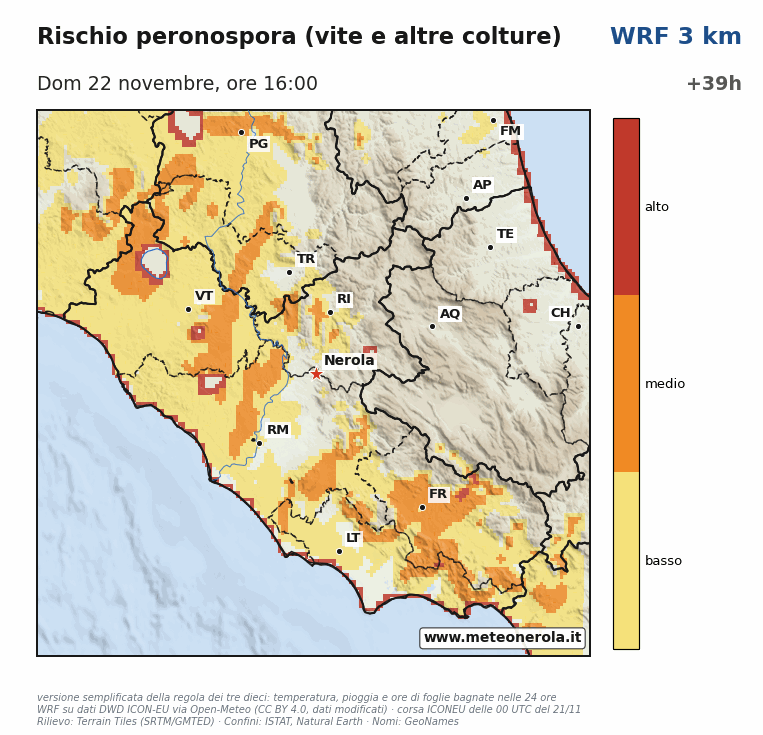 Rischio peronospora (vite e altre colture)
WRF 3 km
Dom 22 novembre, ore 16:00
+39h
FM
PG
AP
TE
TR
VT
RI
AQ
CH
Nerola
RM
FR
LT
www.meteonerola.it
alto
medio
basso
versione semplificata della regola dei tre dieci: temperatura, pioggia e ore di foglie bagnate nelle 24 ore
WRF su dati DWD ICON-EU via Open-Meteo (CC BY 4.0, dati modificati) · corsa ICONEU delle 00 UTC del 21/11
Rilievo: Terrain Tiles (SRTM/GMTED) · Confini: ISTAT, Natural Earth · Nomi: GeoNames